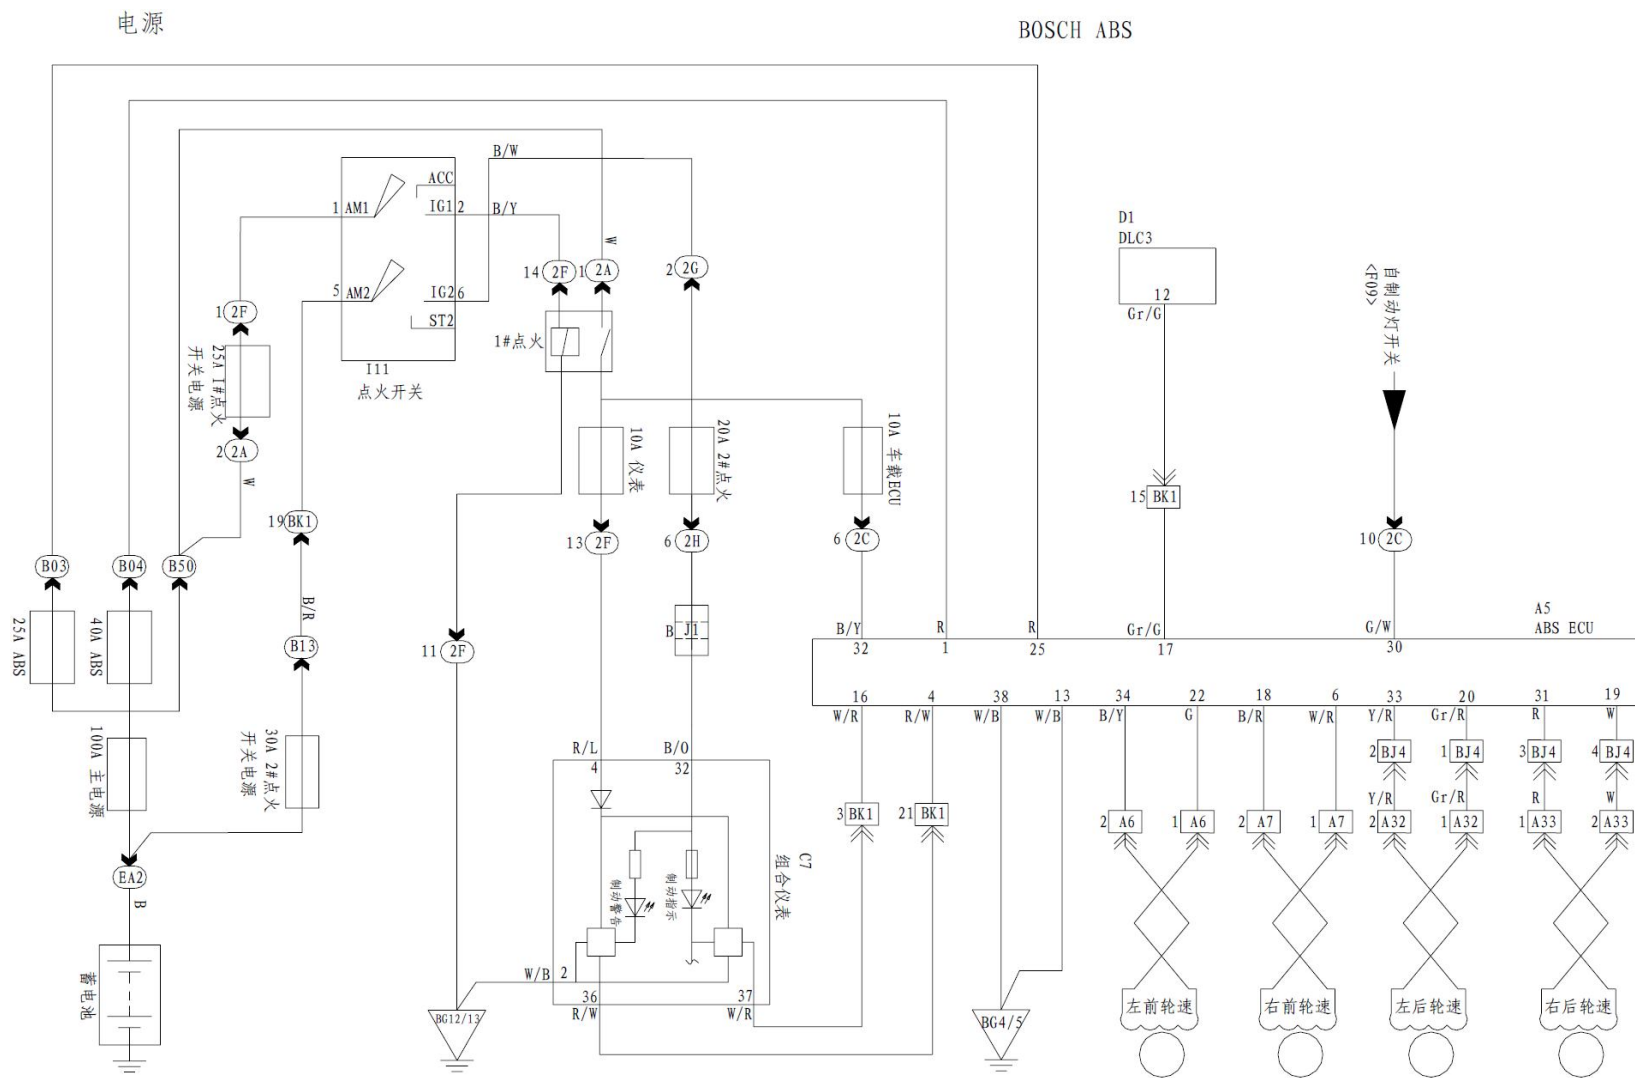 电源
BOSCH ABS
B/W
ACC
1 AM1
IG1 2
B/Y
5 AM2
IG2 6
ST2
I11
点火开关
W
14 2F
1 2A
2 2G
1#点火
D1
DLC3
12
Gr/G
自制动灯开关
<F09>
1 2F
25A 1#点火
开关电源
2 2A
W
10A 仪表
20A 2#点火
10A 车载ECU
15 BK1
19 BK1
13 2F
6 2H
6 2C
10 2C
B03
B04
B50
B/R
25A ABS
40A ABS
B13
11 2F
B J1
A5
ABS ECU
B/Y
R
R
Gr/G
G/W
32
1
25
17
30
16
4
38
13
34
22
18
6
33
20
31
19
W/R
R/W
W/B
W/B
B/Y
G
B/R
W/R
Y/R
Gr/R
R
W
100A 主电源
30A 2#点火
开关电源
R/L
B/O
4
32
2 BJ4
1 BJ4
3 BJ4
4 BJ4
Y/R
Gr/R
R
W
3 BK1
21 BK1
2 A6
1 A6
2 A7
1 A7
2 A32
1 A32
1 A33
2 A33
C7
组合仪表
制动警告
制动指示
EA2
B
蓄电池
W/B
2
36
37
R/W
W/R
BG12/13
BG4/5
左前轮速
右前轮速
左后轮速
右后轮速